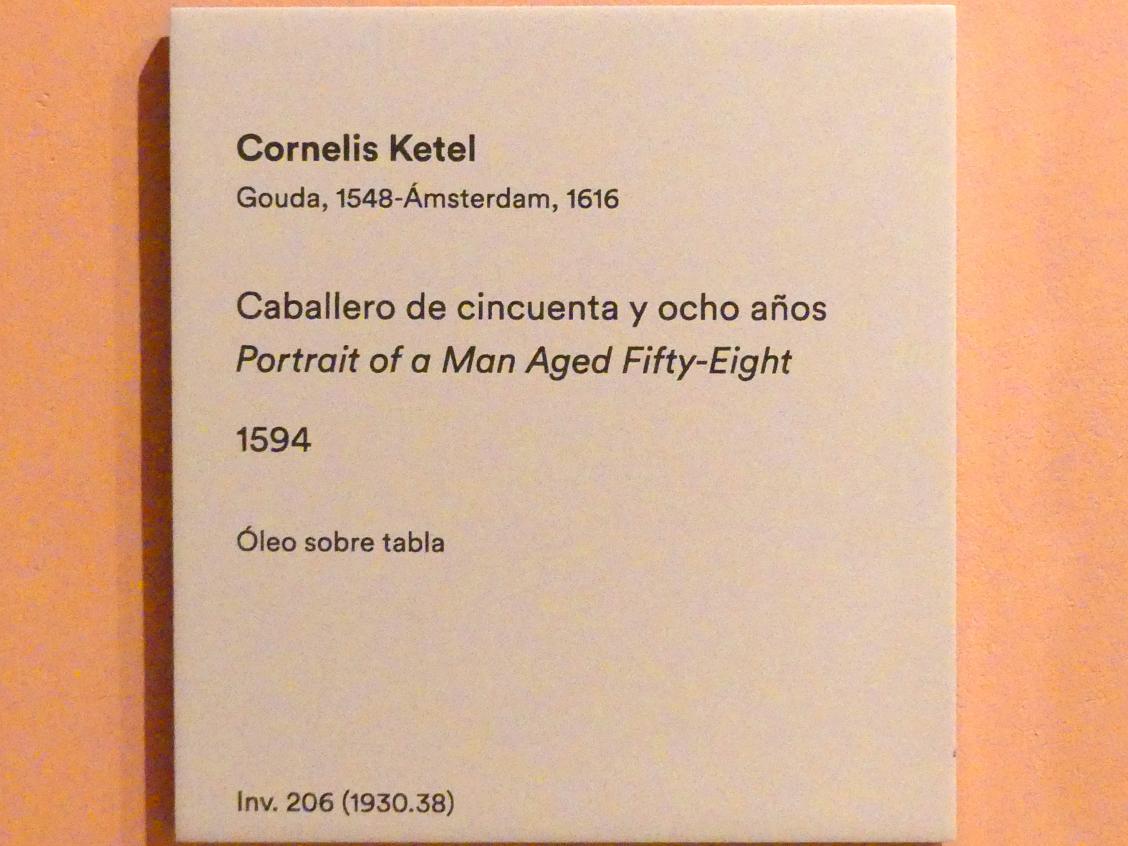 Cornelis Ketel
Gouda, 1548-Ámsterdam, 1616
Caballero de cincuenta y ocho años
Portrait of a Man Aged Fifty-Eight
1594
Óleo sobre tabla
Inv. 206 (1930.38)